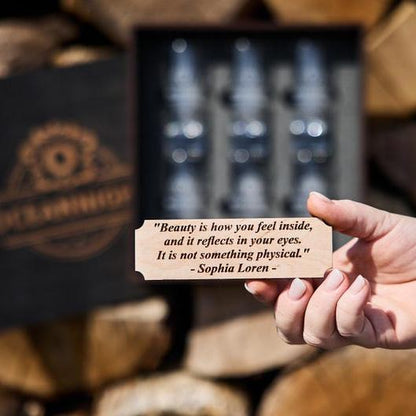 "Beauty is how you feel inside,
and it reflects in your eyes.
It is not something physical."
- Sophia Loren -